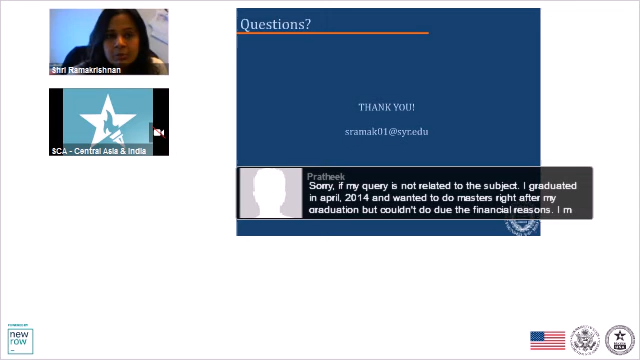 Questions?
Shri Ramakrishnan
THANK YOU!
sramak01@syr.edu
SCA - Central Asia & India
Pratheek
Sorry, if my query is not related to the subject. I graduated
in april, 2014 and wanted to do masters right after my
graduation but couldn't do due the financial reasons. I m
POWERED BY
new
row